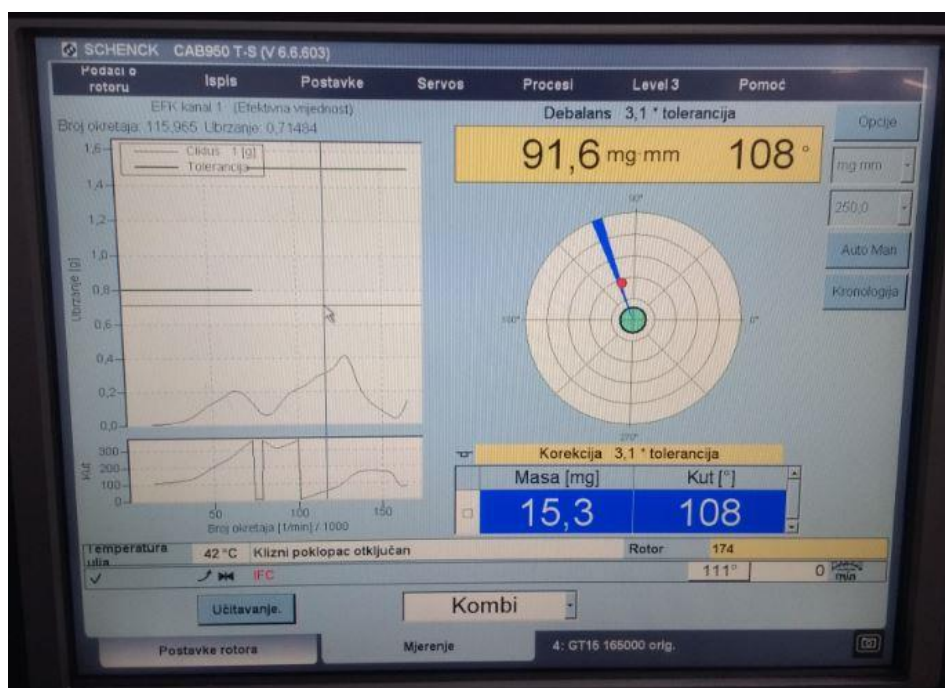 SCHENCK CAB950 T-S (V 6.6.603)
Podaci o rotoru Ispis Postavke Servos Procesi Level 3 Pomoć
EFK kanal 1 (Efektivna vrijednost)
Broj okretaja: 115,965 Ubrzanje: 0,71484
Ciklus 1 [g]
Tolerancija
1,6
1,4
1,2
1,0
0,8
0,6
0,4
0,2
0,0
Ubrzanje [g]
300
200
100
0
Kut
50 100 150
Broj okretaja [1/min] / 1000
Debalans 3,1 * tolerancija
91,6 mg·mm 108 °
90°
180°
0°
270°
Korekcija 3,1 * tolerancija
Masa [mg] Kut [°]
15,3 108
Opcije
mg·mm
250,0
Auto Man
Kronologija
Temperatura ulja 42 °C Klizni poklopac otključan Rotor 174
IFC 111° 0 min
Učitavanje. Kombi
Postavke rotora Mjerenje 4: GT15 165000 orig.